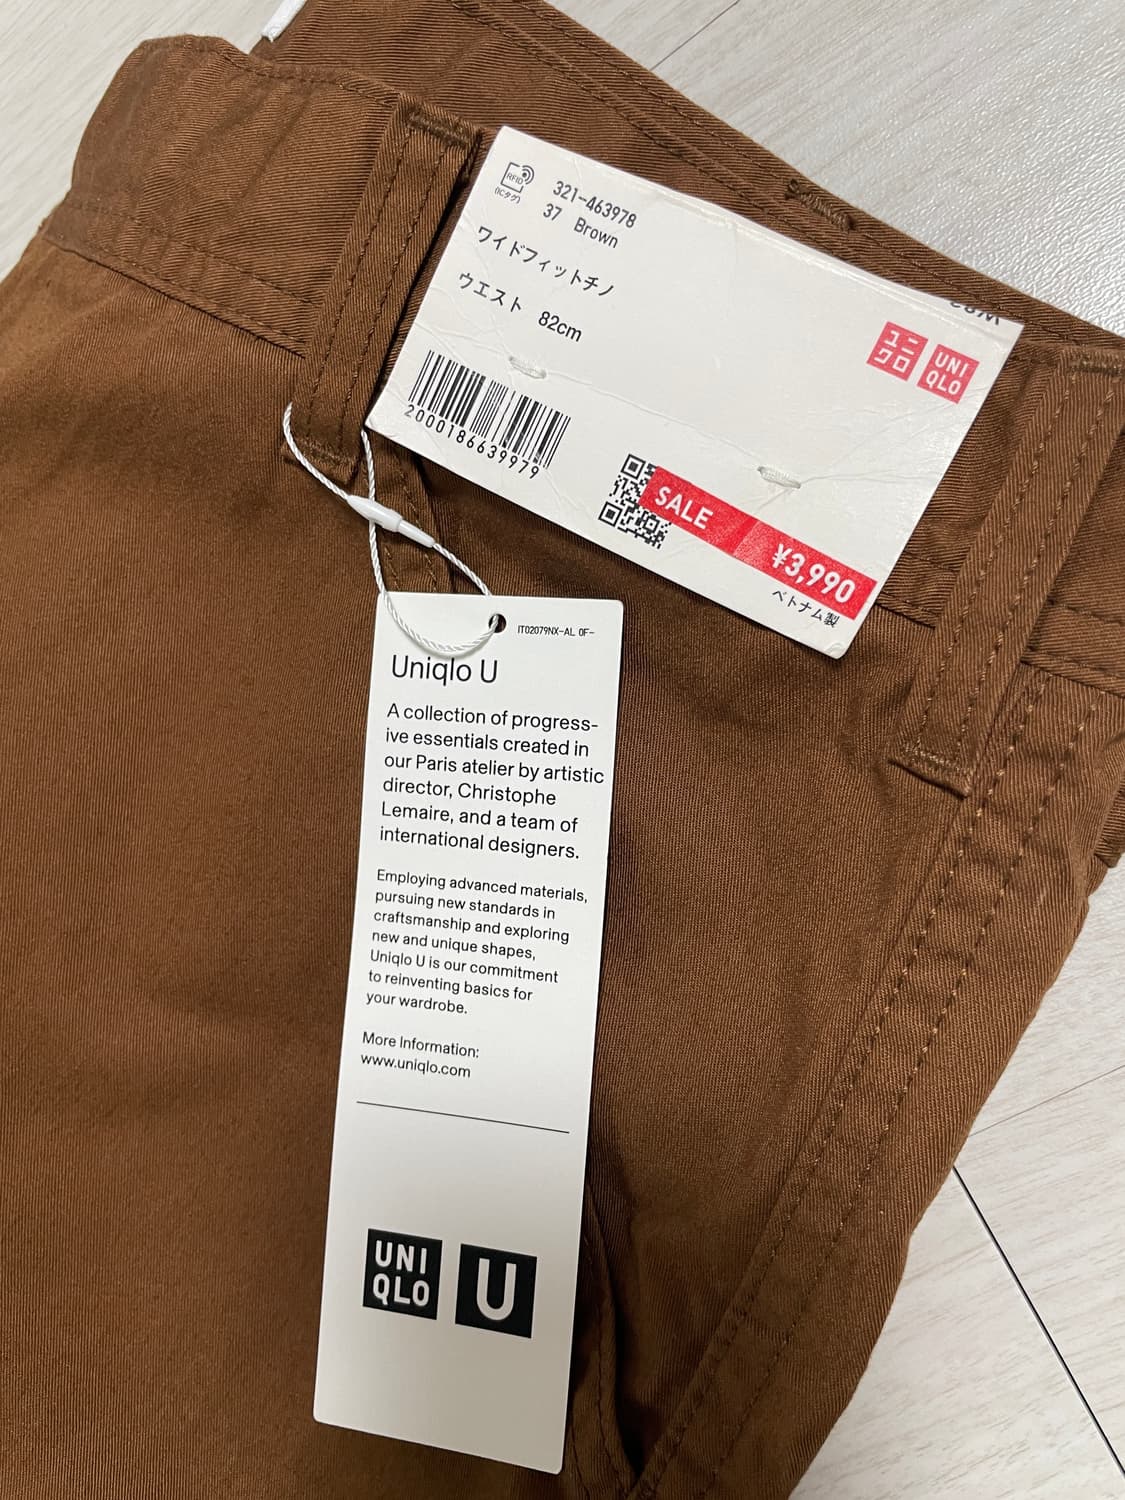 RFID
(ICタグ)
321-463978
37 Brown
ワイドフィットチノ
ウエスト 82cm
2000186639979
ユニ
クロ
UNI
QLO
SALE
¥3,990
ベトナム製
IT02079NX-AL 0F-
Uniqlo U
A collection of progress-
ive essentials created in
our Paris atelier by artistic
director, Christophe
Lemaire, and a team of
international designers.
Employing advanced materials,
pursuing new standards in
craftsmanship and exploring
new and unique shapes,
Uniqlo U is our commitment
to reinventing basics for
your wardrobe.
More Information:
www.uniqlo.com
UNI
QLO
U